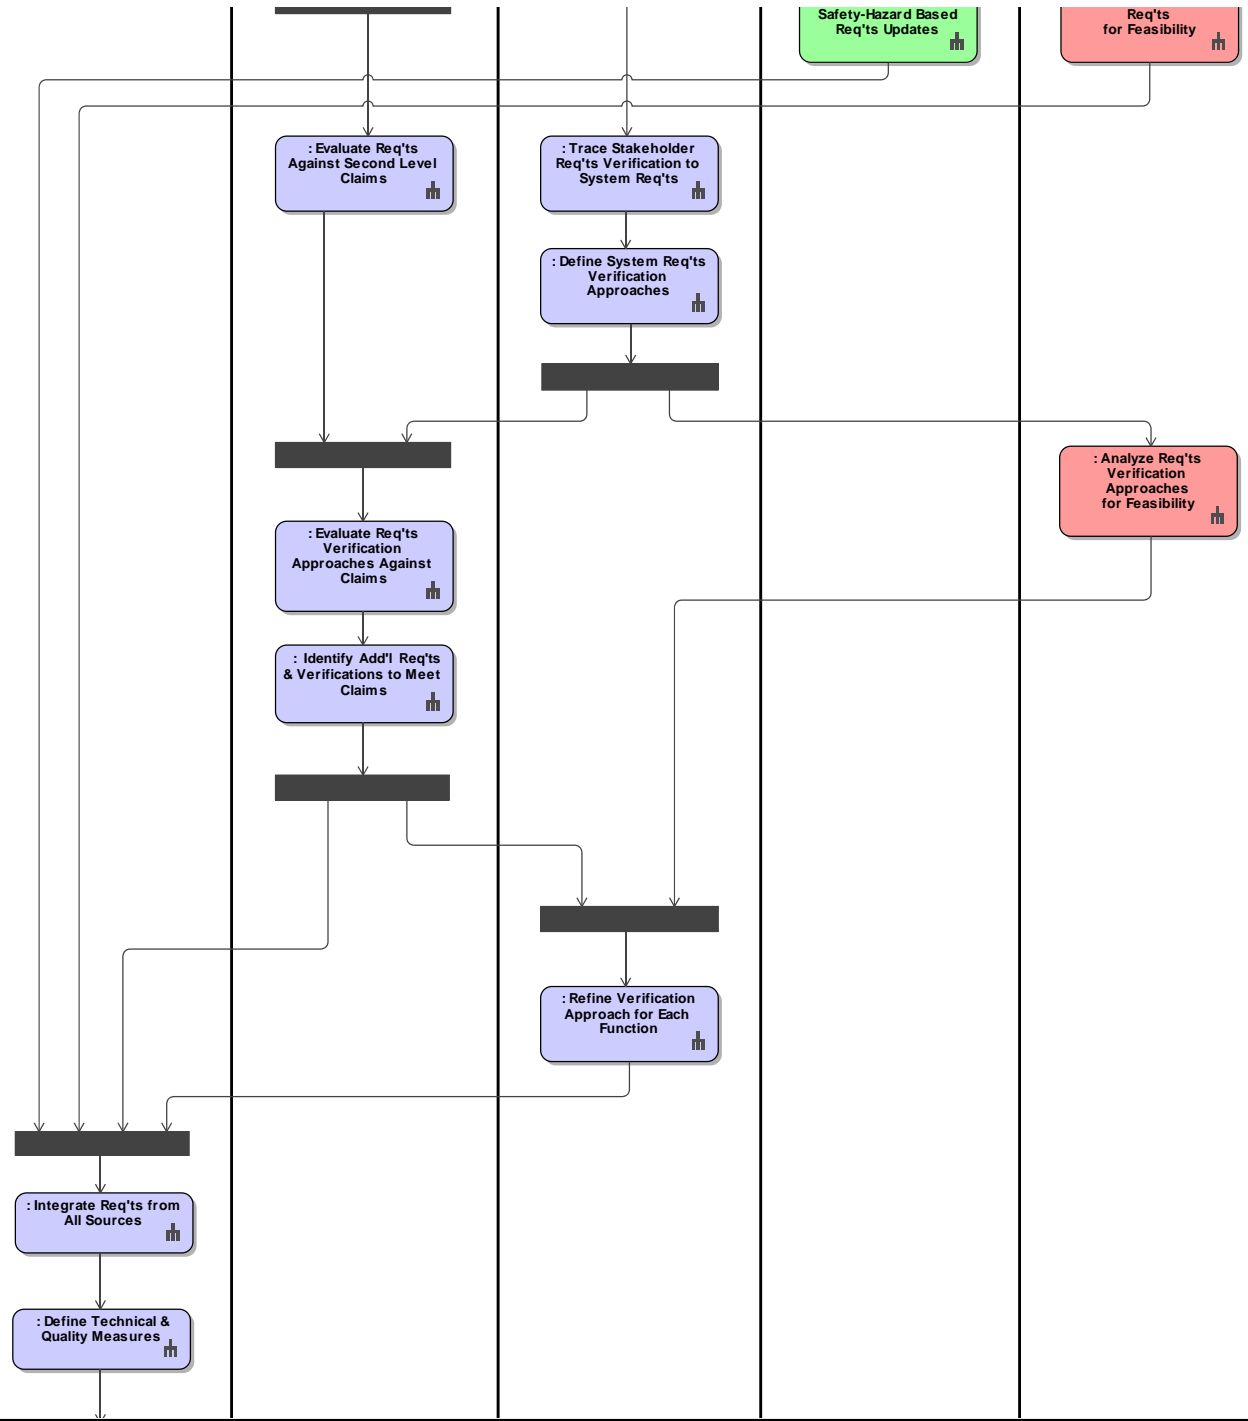 Safety-Hazard Based
Req'ts Updates
Req'ts
for Feasibility
: Evaluate Req'ts
Against Second Level
Claims
: Trace Stakeholder
Req'ts Verification to
System Req'ts
: Define System Req'ts
Verification
Approaches
: Analyze Req'ts
Verification
Approaches
for Feasibility
: Evaluate Req'ts
Verification
Approaches Against
Claims
: Identify Add'l Req'ts
& Verifications to Meet
Claims
: Refine Verification
Approach for Each
Function
: Integrate Req'ts from
All Sources
: Define Technical &
Quality Measures